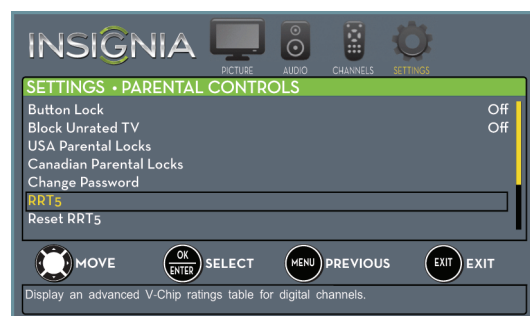 INSIGNIA
PICTURE AUDIO CHANNELS SETTINGS
SETTINGS • PARENTAL CONTROLS
Button Lock Off
Block Unrated TV Off
USA Parental Locks
Canadian Parental Locks
Change Password
RRT5
Reset RRT5
MOVE OK ENTER SELECT MENU PREVIOUS EXIT EXIT
Display an advanced V-Chip ratings table for digital channels.